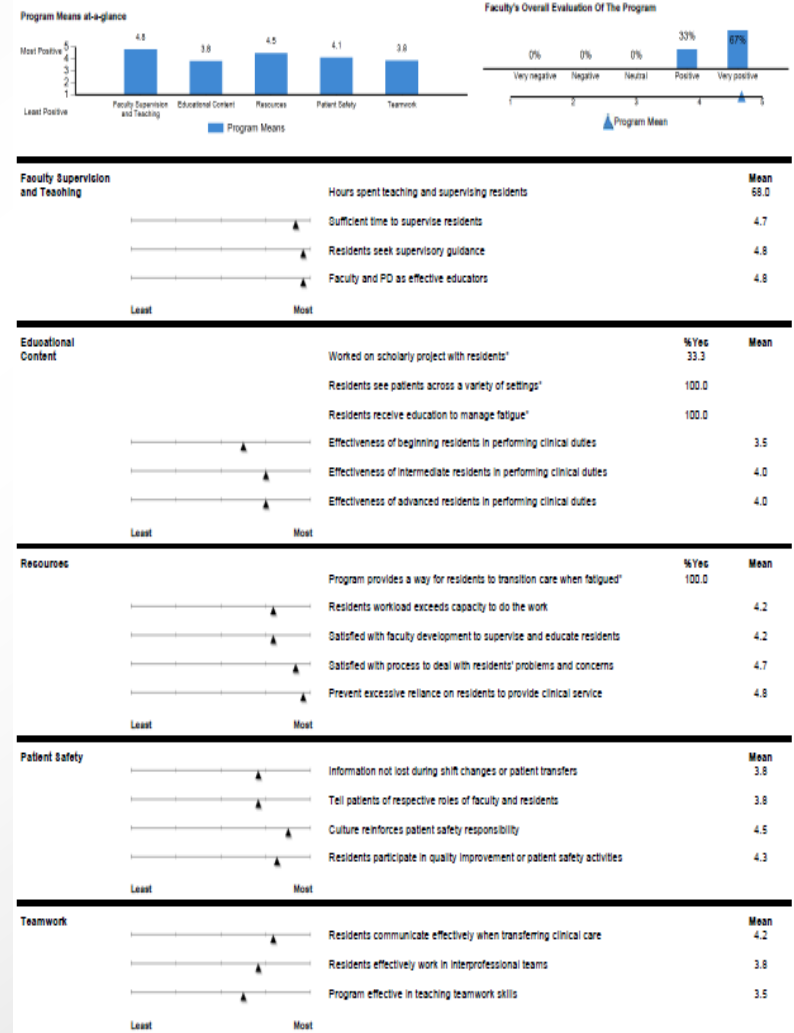 Program Means at-a-glance
Most Positive
5
4
3
2
1
Least Positive
4.8
3.8
4.5
4.1
3.8
Faculty Supervision and Teaching
Educational Content
Resources
Patient Safety
Teamwork
Program Means
Faculty's Overall Evaluation Of The Program
0%
0%
0%
33%
67%
Very negative
Negative
Neutral
Positive
Very positive
1 2 3 4 5
Program Mean
Faculty Supervision and Teaching
Mean
Hours spent teaching and supervising residents 68.0
Sufficient time to supervise residents 4.7
Residents seek supervisory guidance 4.8
Faculty and PD as effective educators 4.8
Least Most
Educational Content
%Yes Mean
Worked on scholarly project with residents* 33.3
Residents see patients across a variety of settings* 100.0
Residents receive education to manage fatigue* 100.0
Effectiveness of beginning residents in performing clinical duties 3.5
Effectiveness of intermediate residents in performing clinical duties 4.0
Effectiveness of advanced residents in performing clinical duties 4.0
Least Most
Resources
%Yes Mean
Program provides a way for residents to transition care when fatigued* 100.0
Residents workload exceeds capacity to do the work 4.2
Satisfied with faculty development to supervise and educate residents 4.2
Satisfied with process to deal with residents' problems and concerns 4.7
Prevent excessive reliance on residents to provide clinical service 4.8
Least Most
Patient Safety
Mean
Information not lost during shift changes or patient transfers 3.8
Tell patients of respective roles of faculty and residents 3.8
Culture reinforces patient safety responsibility 4.5
Residents participate in quality improvement or patient safety activities 4.3
Least Most
Teamwork
Mean
Residents communicate effectively when transferring clinical care 4.2
Residents effectively work in interprofessional teams 3.8
Program effective in teaching teamwork skills 3.5
Least Most